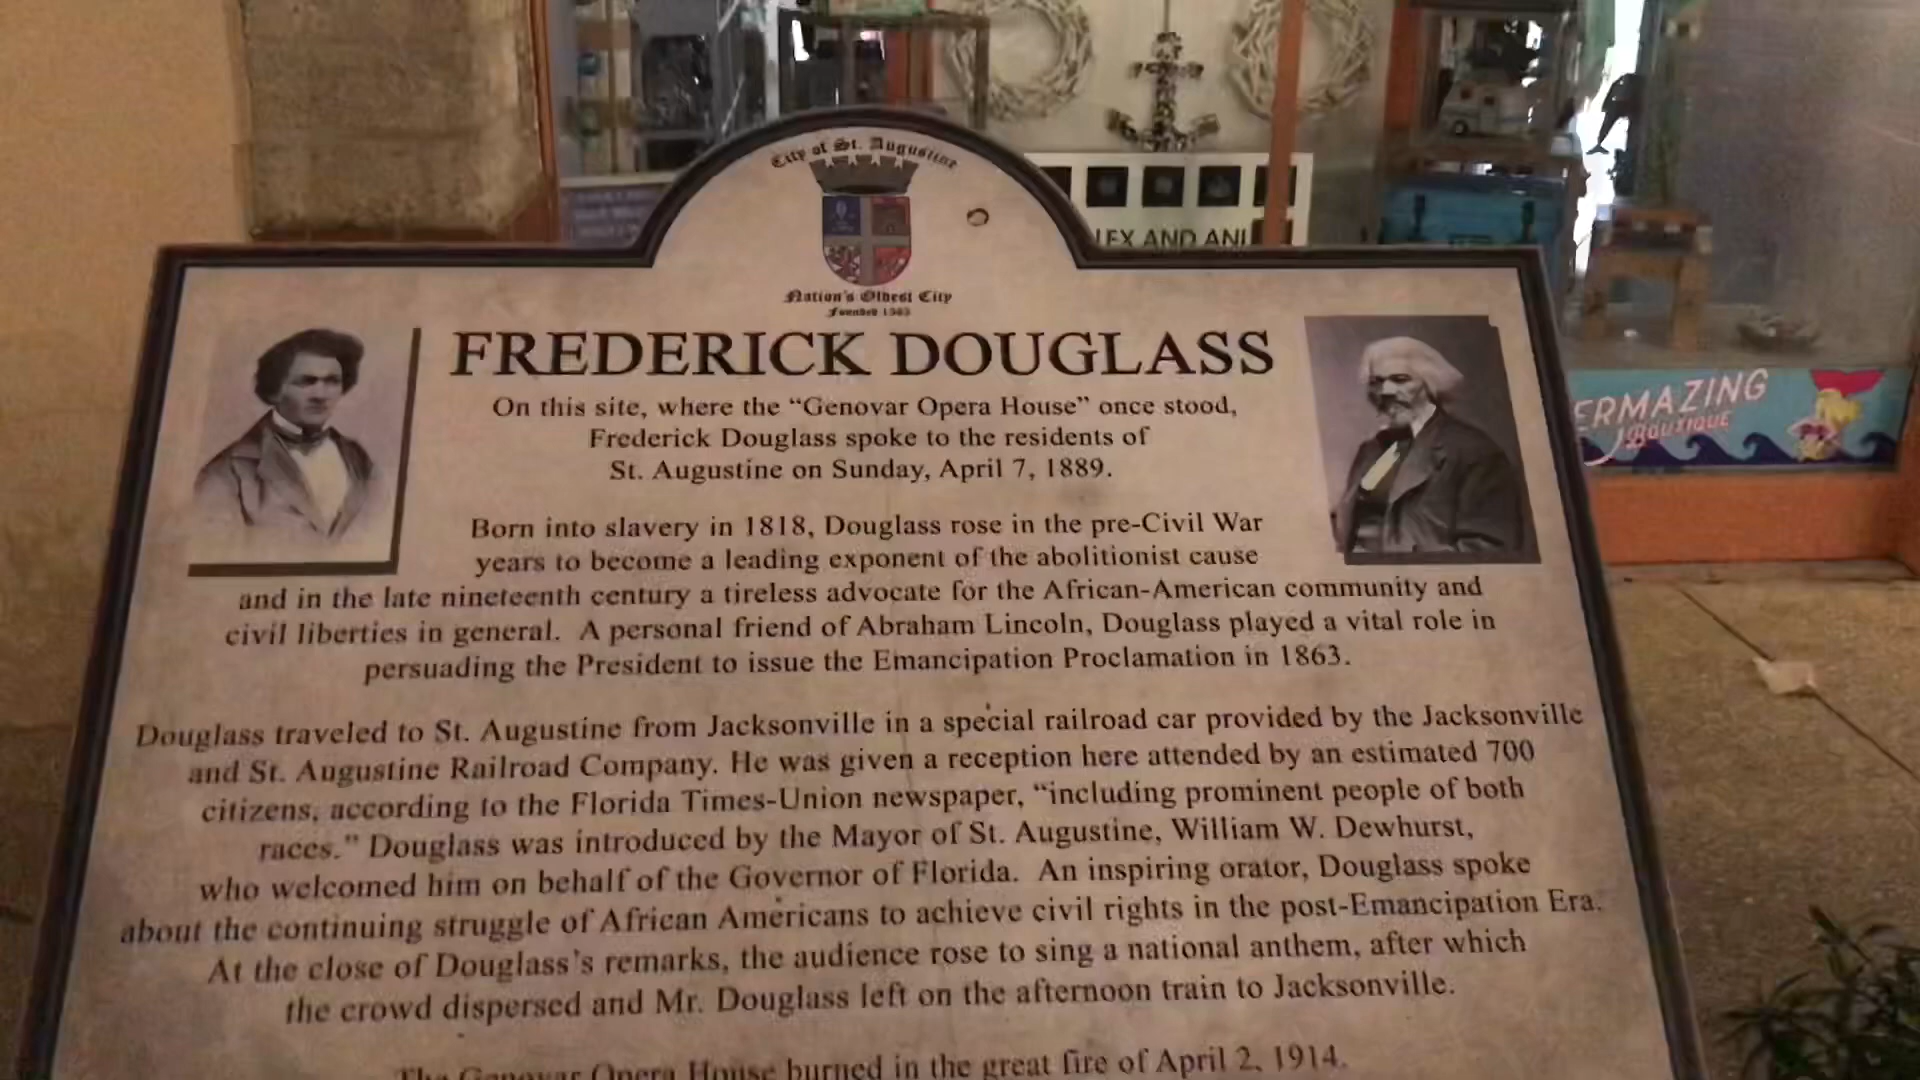 City of St. Augustine
LEX AND ANI
Nation's Oldest City
Founded 1565
FREDERICK DOUGLASS
On this site, where the “Genovar Opera House” once stood,
Frederick Douglass spoke to the residents of
St. Augustine on Sunday, April 7, 1889.
ERMAZING
BOUTIQUE
Born into slavery in 1818, Douglass rose in the pre-Civil War
years to become a leading exponent of the abolitionist cause
and in the late nineteenth century a tireless advocate for the African-American community and
civil liberties in general. A personal friend of Abraham Lincoln, Douglass played a vital role in
persuading the President to issue the Emancipation Proclamation in 1863.
Douglass traveled to St. Augustine from Jacksonville in a special railroad car provided by the Jacksonville
and St. Augustine Railroad Company. He was given a reception here attended by an estimated 700
citizens, according to the Florida Times-Union newspaper, “including prominent people of both
races.” Douglass was introduced by the Mayor of St. Augustine, William W. Dewhurst,
who welcomed him on behalf of the Governor of Florida. An inspiring orator, Douglass spoke
about the continuing struggle of African Americans to achieve civil rights in the post-Emancipation Era.
At the close of Douglass's remarks, the audience rose to sing a national anthem, after which
the crowd dispersed and Mr. Douglass left on the afternoon train to Jacksonville.
The Genovar Opera House burned in the great fire of April 2, 1914.